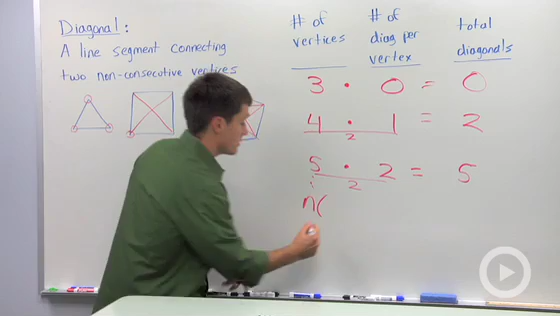 Diagonal:
A line segment connecting
two non-consecutive vertices
# of vertices
# of diag per vertex
total diagonals
3 · 0 = 0
4 · 1 = 2
2
5 · 2 = 5
2
n(